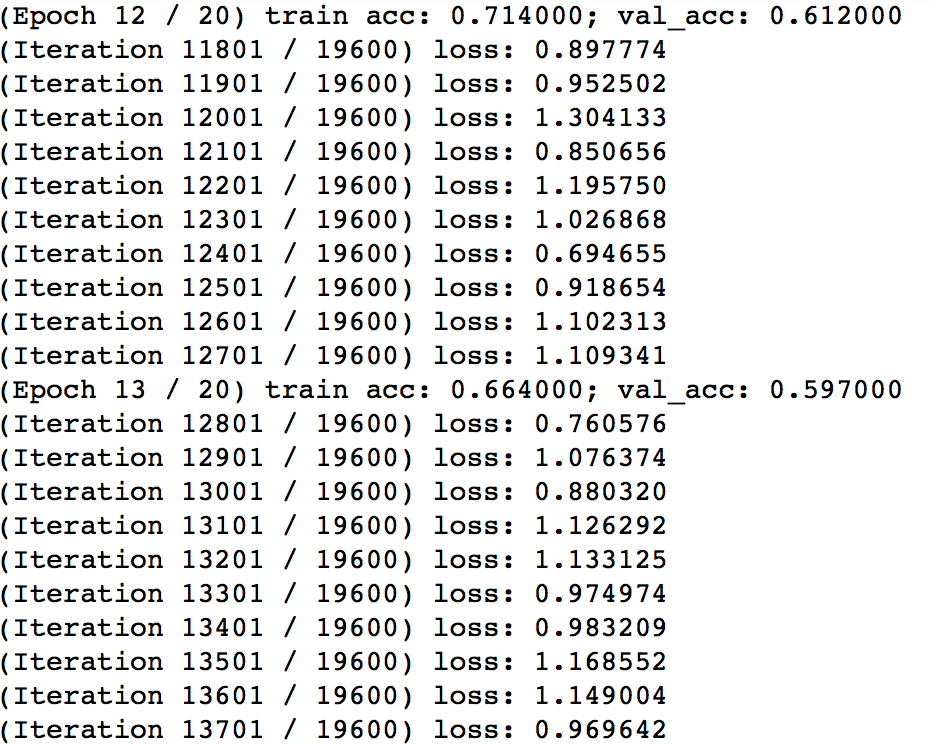 (Epoch 12 / 20) train acc: 0.714000; val_acc: 0.612000
(Iteration 11801 / 19600) loss: 0.897774
(Iteration 11901 / 19600) loss: 0.952502
(Iteration 12001 / 19600) loss: 1.304133
(Iteration 12101 / 19600) loss: 0.850656
(Iteration 12201 / 19600) loss: 1.195750
(Iteration 12301 / 19600) loss: 1.026868
(Iteration 12401 / 19600) loss: 0.694655
(Iteration 12501 / 19600) loss: 0.918654
(Iteration 12601 / 19600) loss: 1.102313
(Iteration 12701 / 19600) loss: 1.109341
(Epoch 13 / 20) train acc: 0.664000; val_acc: 0.597000
(Iteration 12801 / 19600) loss: 0.760576
(Iteration 12901 / 19600) loss: 1.076374
(Iteration 13001 / 19600) loss: 0.880320
(Iteration 13101 / 19600) loss: 1.126292
(Iteration 13201 / 19600) loss: 1.133125
(Iteration 13301 / 19600) loss: 0.974974
(Iteration 13401 / 19600) loss: 0.983209
(Iteration 13501 / 19600) loss: 1.168552
(Iteration 13601 / 19600) loss: 1.149004
(Iteration 13701 / 19600) loss: 0.969642